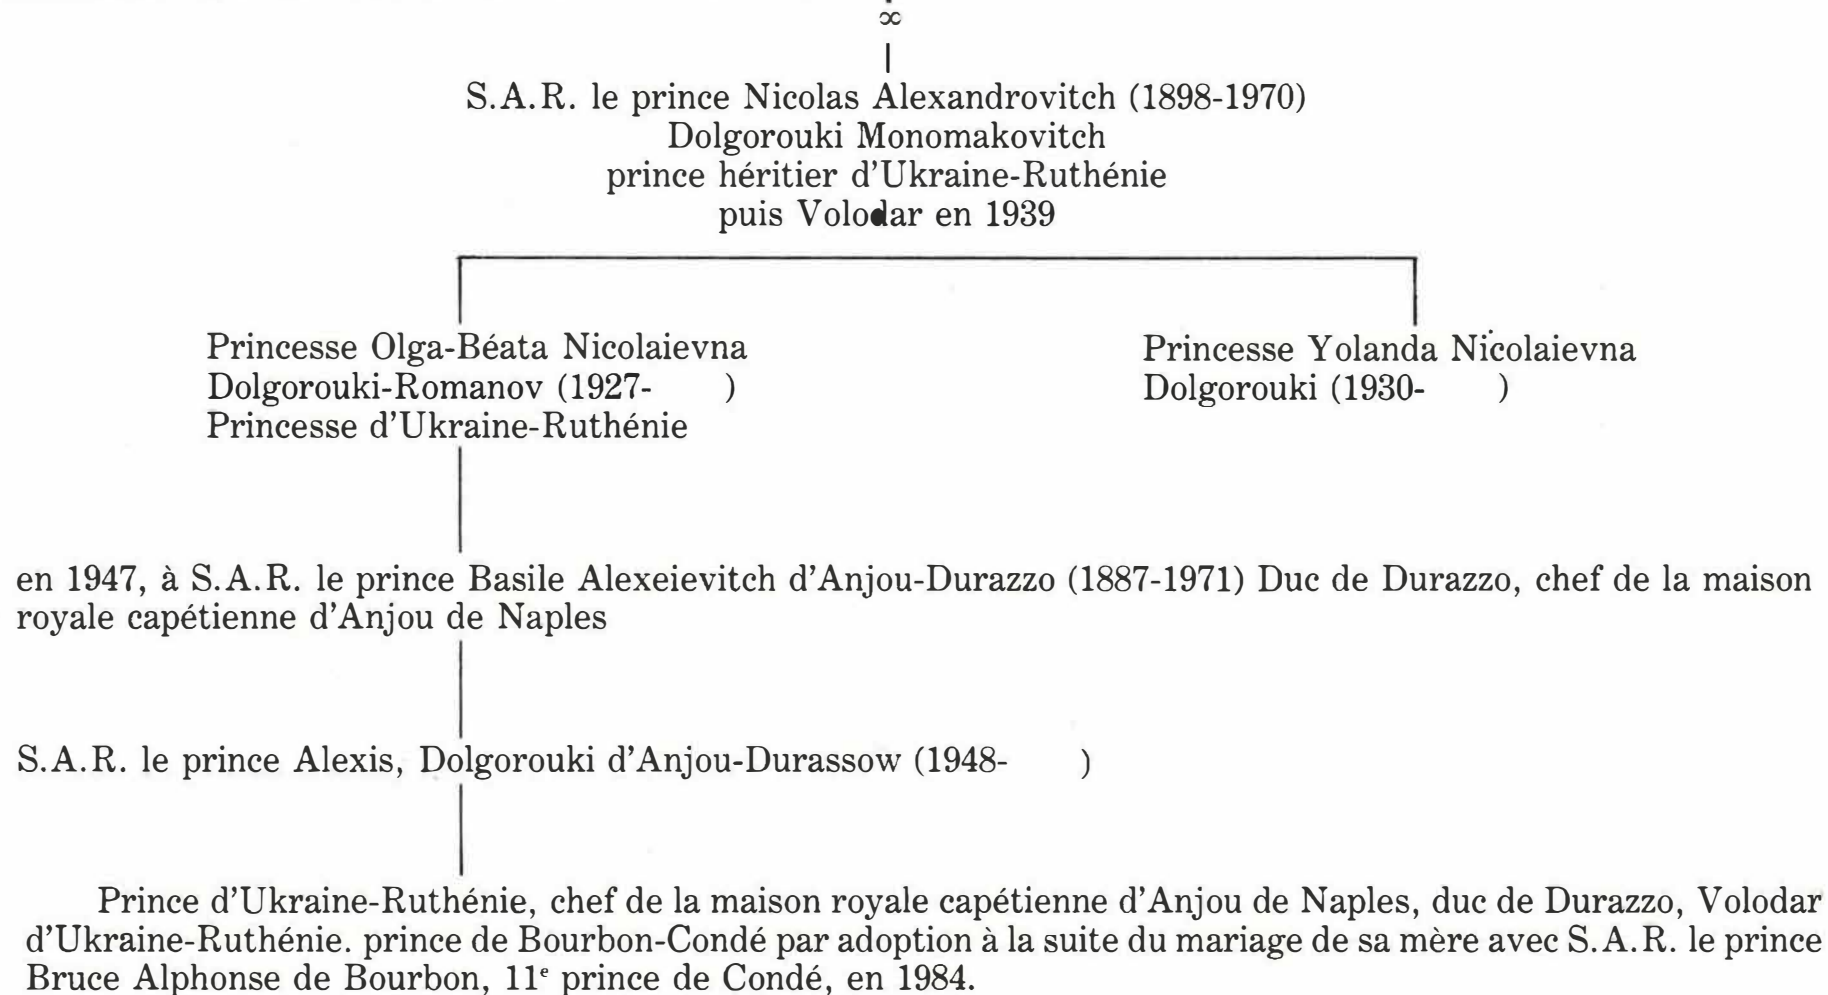 ∞
S.A.R. le prince Nicolas Alexandrovitch (1898-1970)
Dolgorouki Monomakovitch
prince héritier d'Ukraine-Ruthénie
puis Volodar en 1939
Princesse Olga-Béata Nicolaievna
Dolgorouki-Romanov (1927- )
Princesse d'Ukraine-Ruthénie
Princesse Yolanda Nicolaievna
Dolgorouki (1930- )
en 1947, à S.A.R. le prince Basile Alexeievitch d'Anjou-Durazzo (1887-1971) Duc de Durazzo, chef de la maison
royale capétienne d'Anjou de Naples
S.A.R. le prince Alexis, Dolgorouki d'Anjou-Durassow (1948- )
Prince d'Ukraine-Ruthénie, chef de la maison royale capétienne d'Anjou de Naples, duc de Durazzo, Volodar
d'Ukraine-Ruthénie. prince de Bourbon-Condé par adoption à la suite du mariage de sa mère avec S.A.R. le prince
Bruce Alphonse de Bourbon, 11ᵉ prince de Condé, en 1984.